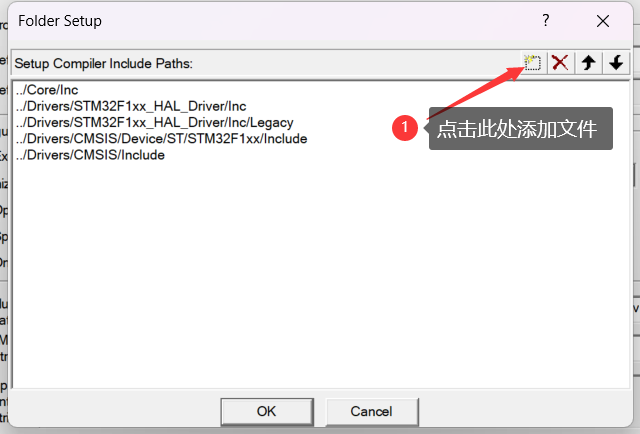 Folder Setup
Setup Compiler Include Paths:
../Core/Inc
../Drivers/STM32F1xx_HAL_Driver/Inc
../Drivers/STM32F1xx_HAL_Driver/Inc/Legacy
../Drivers/CMSIS/Device/ST/STM32F1xx/Include
../Drivers/CMSIS/Include
1 点击此处添加文件
OK Cancel